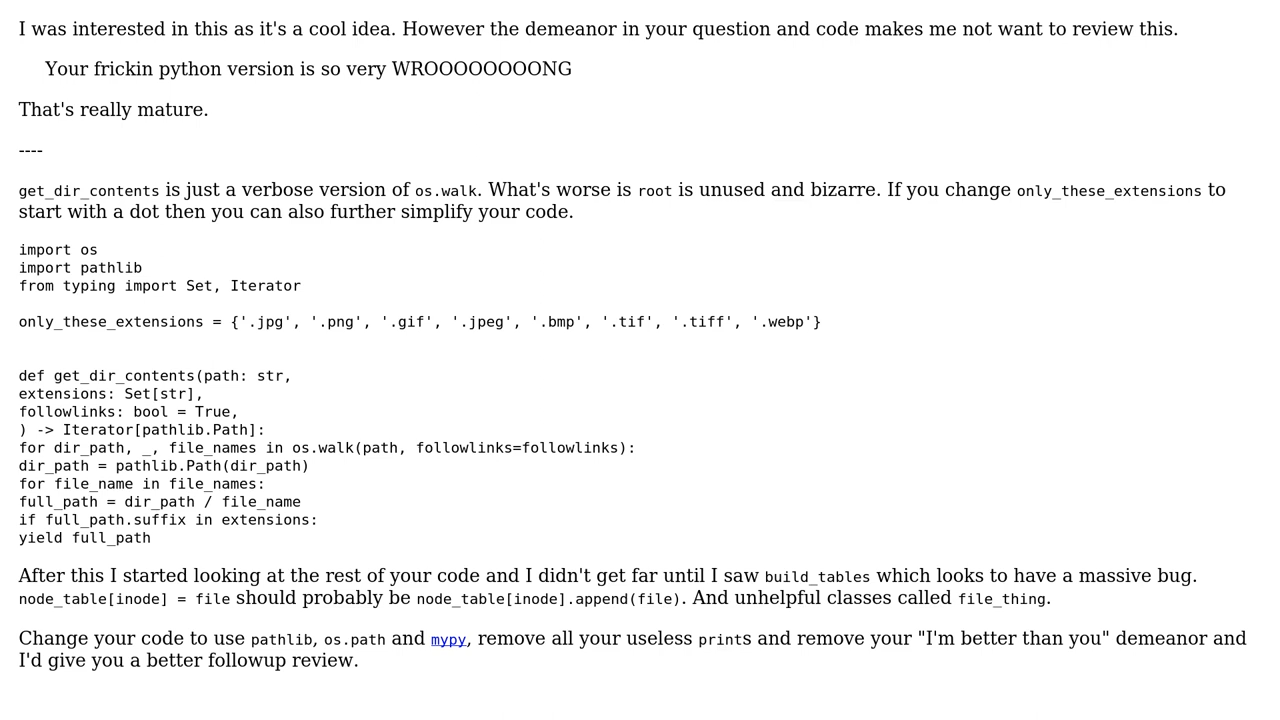 I was interested in this as it's a cool idea. However the demeanor in your question and code makes me not want to review this.
Your frickin python version is so very WROOOOOOOONG
That's really mature.
----
get_dir_contents is just a verbose version of os.walk. What's worse is root is unused and bizarre. If you change only_these_extensions to
start with a dot then you can also further simplify your code.
import os
import pathlib
from typing import Set, Iterator
only_these_extensions = {'.jpg', '.png', '.gif', '.jpeg', '.bmp', '.tif', '.tiff', '.webp'}
def get_dir_contents(path: str,
extensions: Set[str],
followlinks: bool = True,
) -> Iterator[pathlib.Path]:
for dir_path, _, file_names in os.walk(path, followlinks=followlinks):
dir_path = pathlib.Path(dir_path)
for file_name in file_names:
full_path = dir_path / file_name
if full_path.suffix in extensions:
yield full_path
After this I started looking at the rest of your code and I didn't get far until I saw build_tables which looks to have a massive bug.
node_table[inode] = file should probably be node_table[inode].append(file). And unhelpful classes called file_thing.
Change your code to use pathlib, os.path and mypy, remove all your useless prints and remove your "I'm better than you" demeanor and
I'd give you a better followup review.